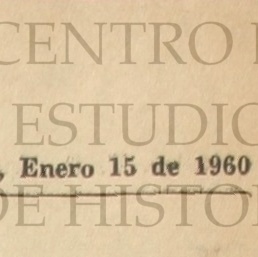 CENTRO
ESTUDIO
, Enero 15 de 1960
DE HISTO